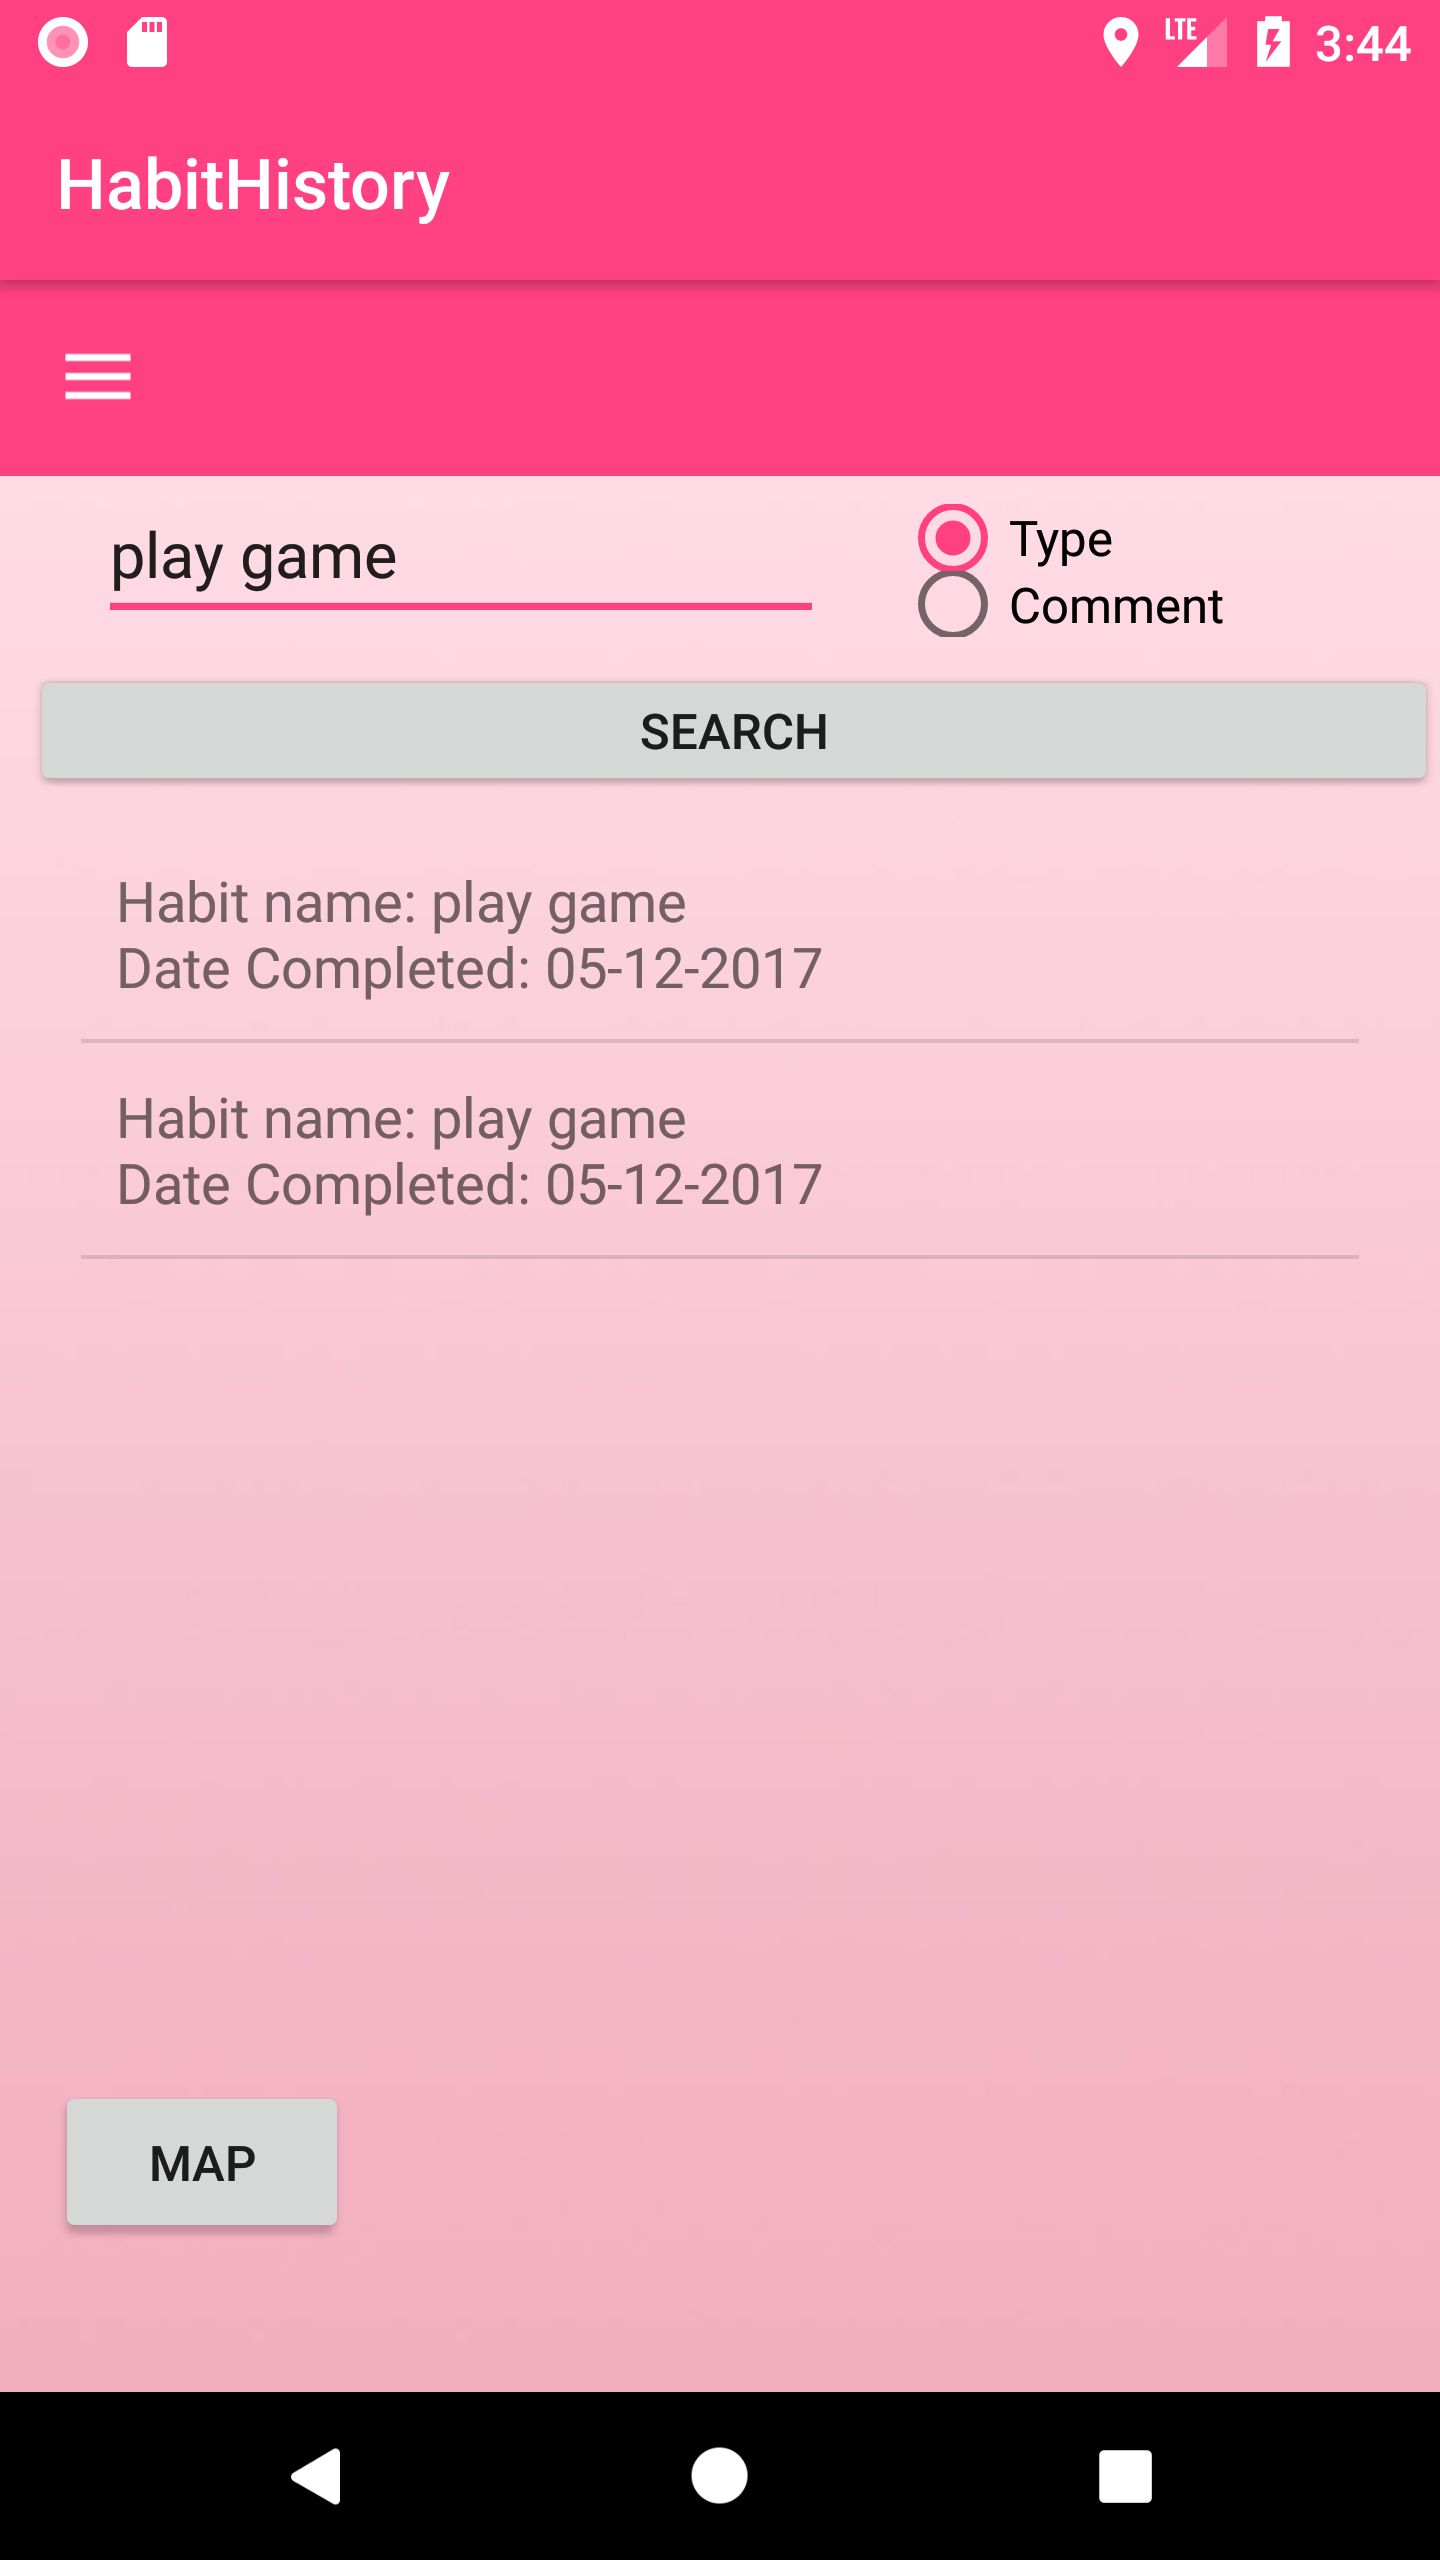 LTE 3:44
HabitHistory
play game
Type
Comment
SEARCH
Habit name: play game
Date Completed: 05-12-2017
Habit name: play game
Date Completed: 05-12-2017
MAP